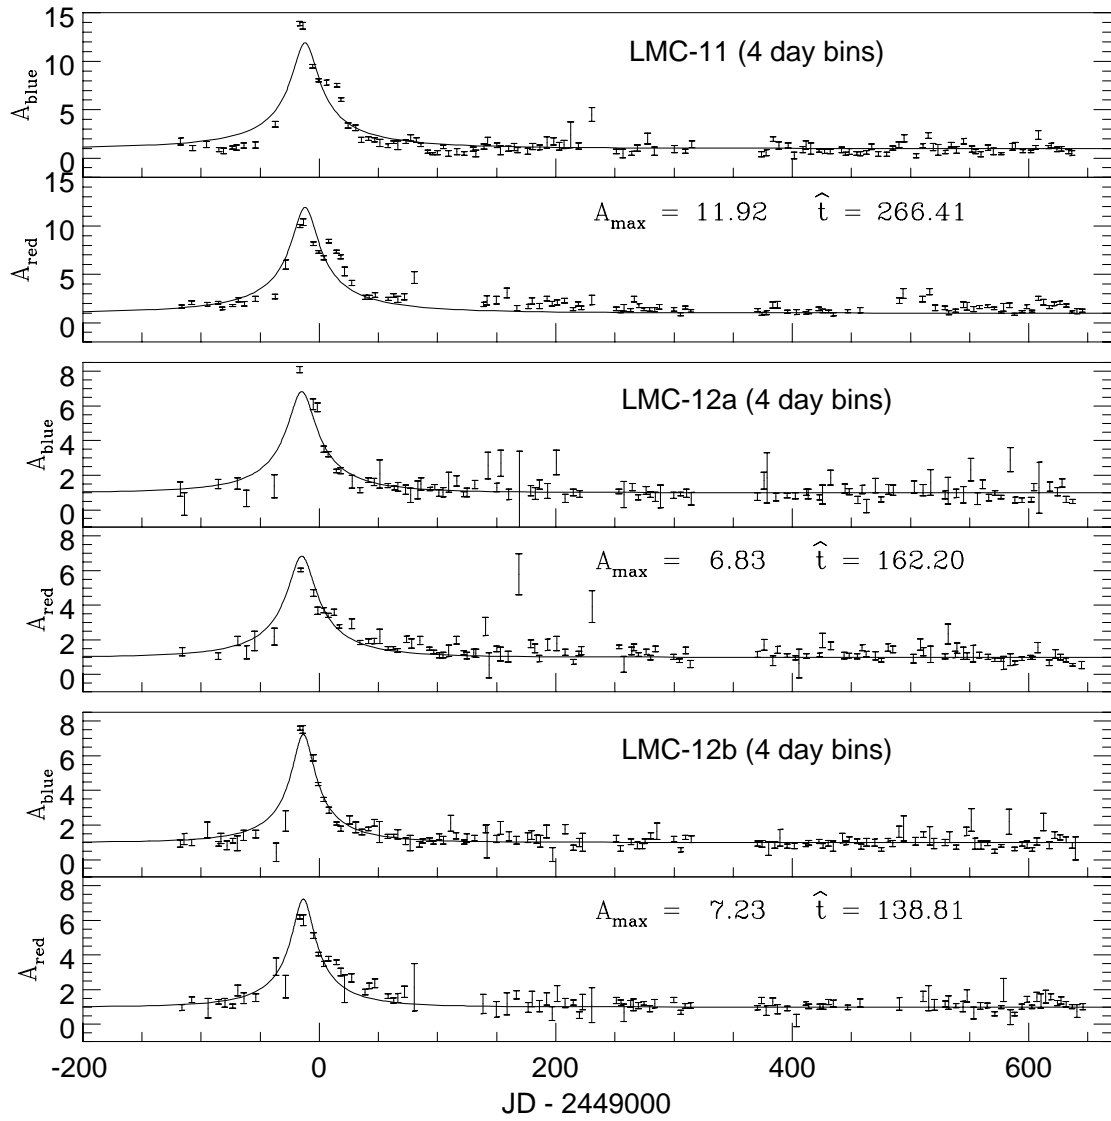 15
10
5
0
A_blue
LMC-11 (4 day bins)
15
10
5
0
A_red
A_max = 11.92 t̂ = 266.41
8
6
4
2
0
A_blue
LMC-12a (4 day bins)
8
6
4
2
0
A_red
A_max = 6.83 t̂ = 162.20
8
6
4
2
0
A_blue
LMC-12b (4 day bins)
8
6
4
2
0
A_red
A_max = 7.23 t̂ = 138.81
-200 0 200 400 600
JD - 2449000